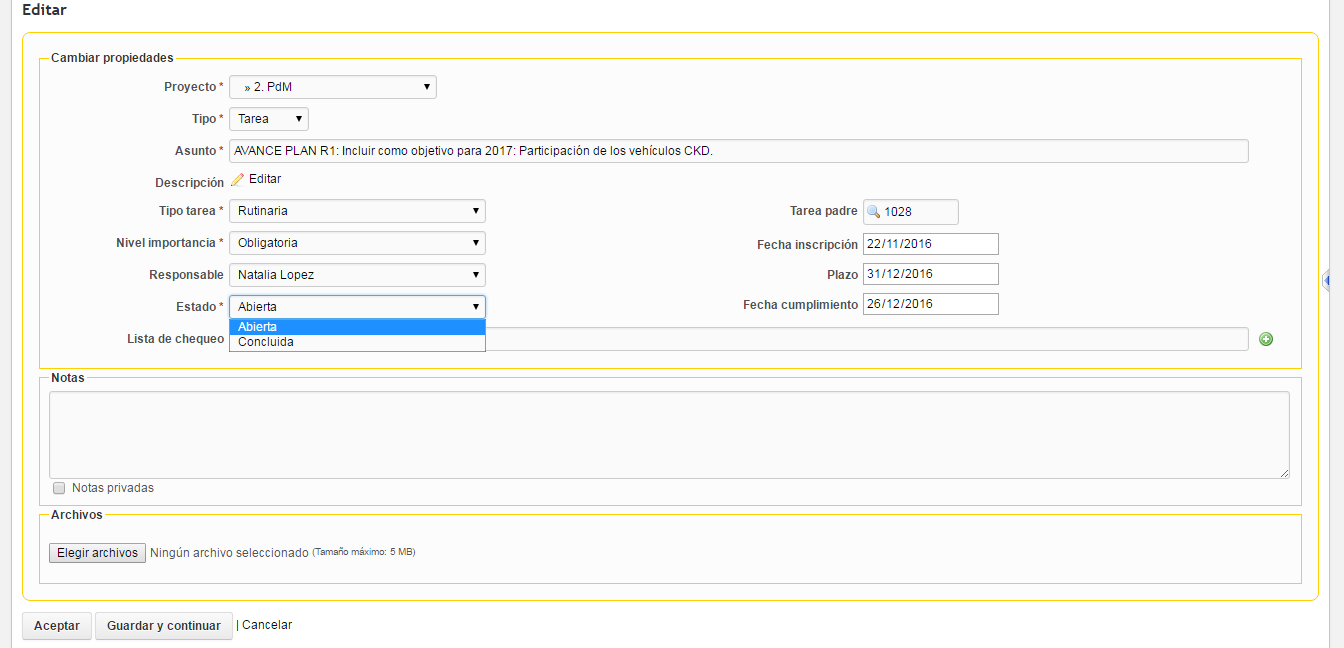 Editar
Cambiar propiedades
Proyecto * » 2. PdM
Tipo * Tarea
Asunto * AVANCE PLAN R1: Incluir como objetivo para 2017: Participación de los vehículos CKD.
Descripción Editar
Tipo tarea * Rutinaria Tarea padre 1028
Nivel importancia * Obligatoria Fecha inscripción 22/11/2016
Responsable Natalia Lopez Plazo 31/12/2016
Estado * Abierta Fecha cumplimiento 26/12/2016
Abierta
Lista de chequeo Concluida
Notas
Notas privadas
Archivos
Elegir archivos Ningún archivo seleccionado (Tamaño máximo: 5 MB)
Aceptar Guardar y continuar | Cancelar